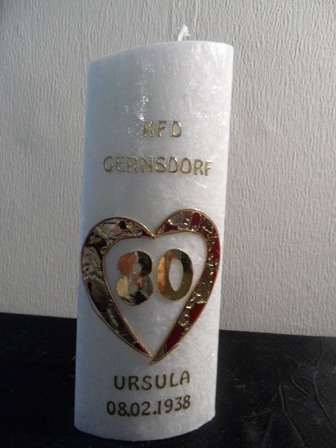 KFD
GERNSDORF
80
URSULA
08.02.1938